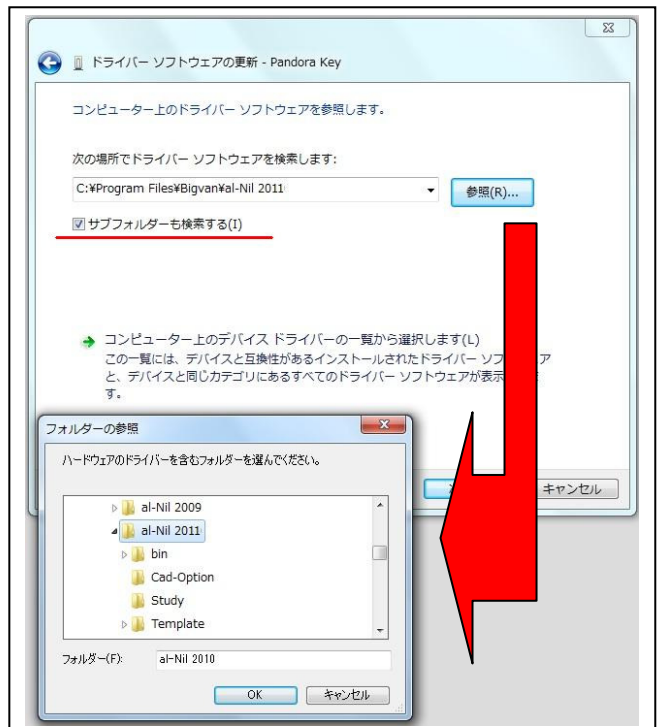 ドライバー ソフトウェアの更新 - Pandora Key
コンピューター上のドライバー ソフトウェアを参照します。
次の場所でドライバー ソフトウェアを検索します:
C:¥Program Files¥Bigvan¥al-Nil 2011
参照(R)...
サブフォルダーも検索する(I)
コンピューター上のデバイス ドライバーの一覧から選択します(L)
この一覧には、デバイスと互換性があるインストールされたドライバー ソフ
と、デバイスと同じカテゴリにあるすべてのドライバー ソフトウェアが表示
す。
キャンセル
フォルダーの参照
ハードウェアのドライバーを含むフォルダーを選んでください。
al-Nil 2009
al-Nil 2011
bin
Cad-Option
Study
Template
フォルダー(F): al-Nil 2010
OK キャンセル